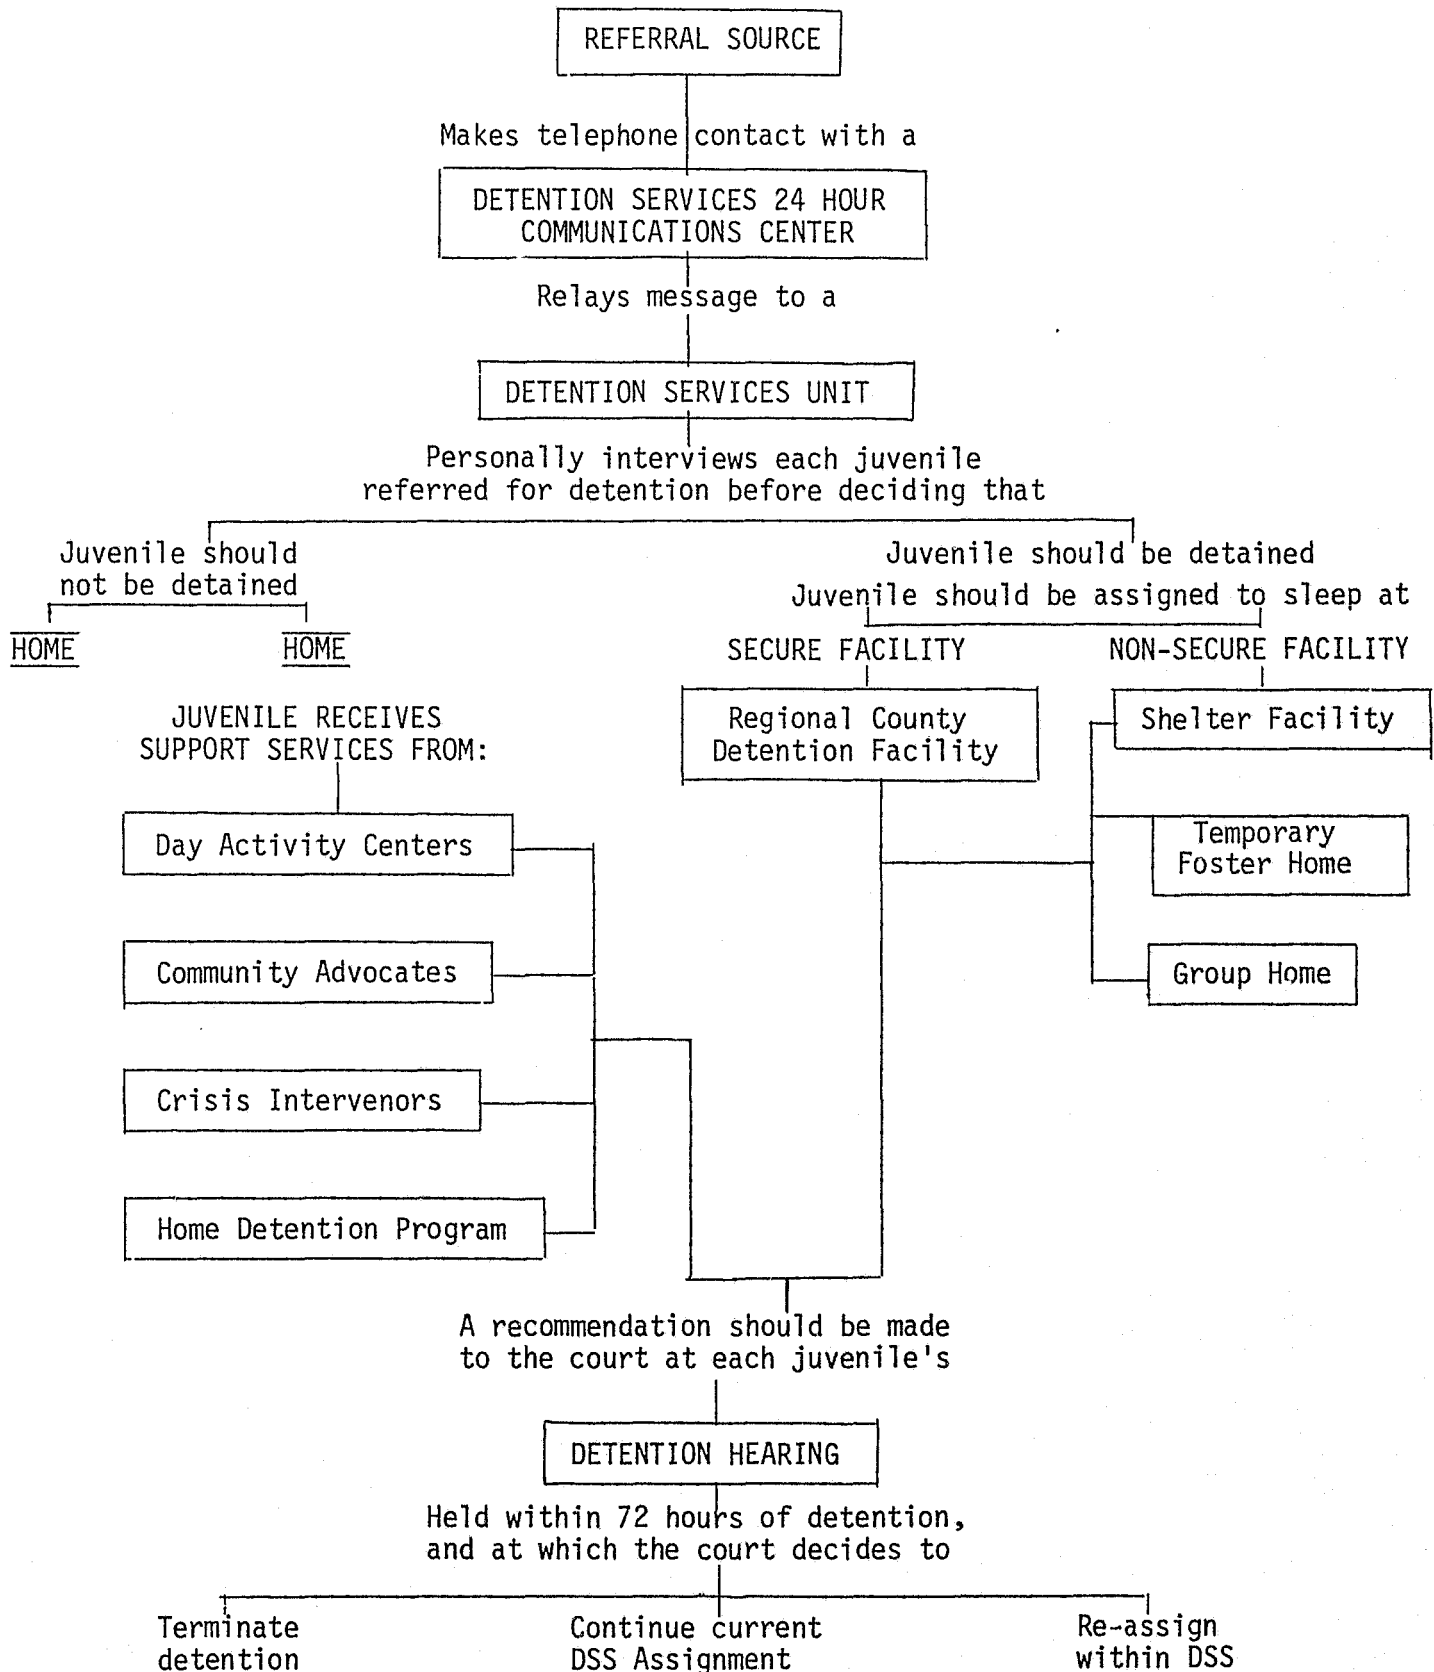 REFERRAL SOURCE
Makes telephone contact with a
DETENTION SERVICES 24 HOUR
COMMUNICATIONS CENTER
Relays message to a
DETENTION SERVICES UNIT
Personally interviews each juvenile
referred for detention before deciding that
Juvenile should
not be detained
HOME
HOME
Juvenile should be detained
Juvenile should be assigned to sleep at
SECURE FACILITY
NON-SECURE FACILITY
JUVENILE RECEIVES
SUPPORT SERVICES FROM:
Day Activity Centers
Community Advocates
Crisis Intervenors
Home Detention Program
Regional County
Detention Facility
Shelter Facility
Temporary
Foster Home
Group Home
A recommendation should be made
to the court at each juvenile's
DETENTION HEARING
Held within 72 hours of detention,
and at which the court decides to
Terminate
detention
Continue current
DSS Assignment
Re-assign
within DSS